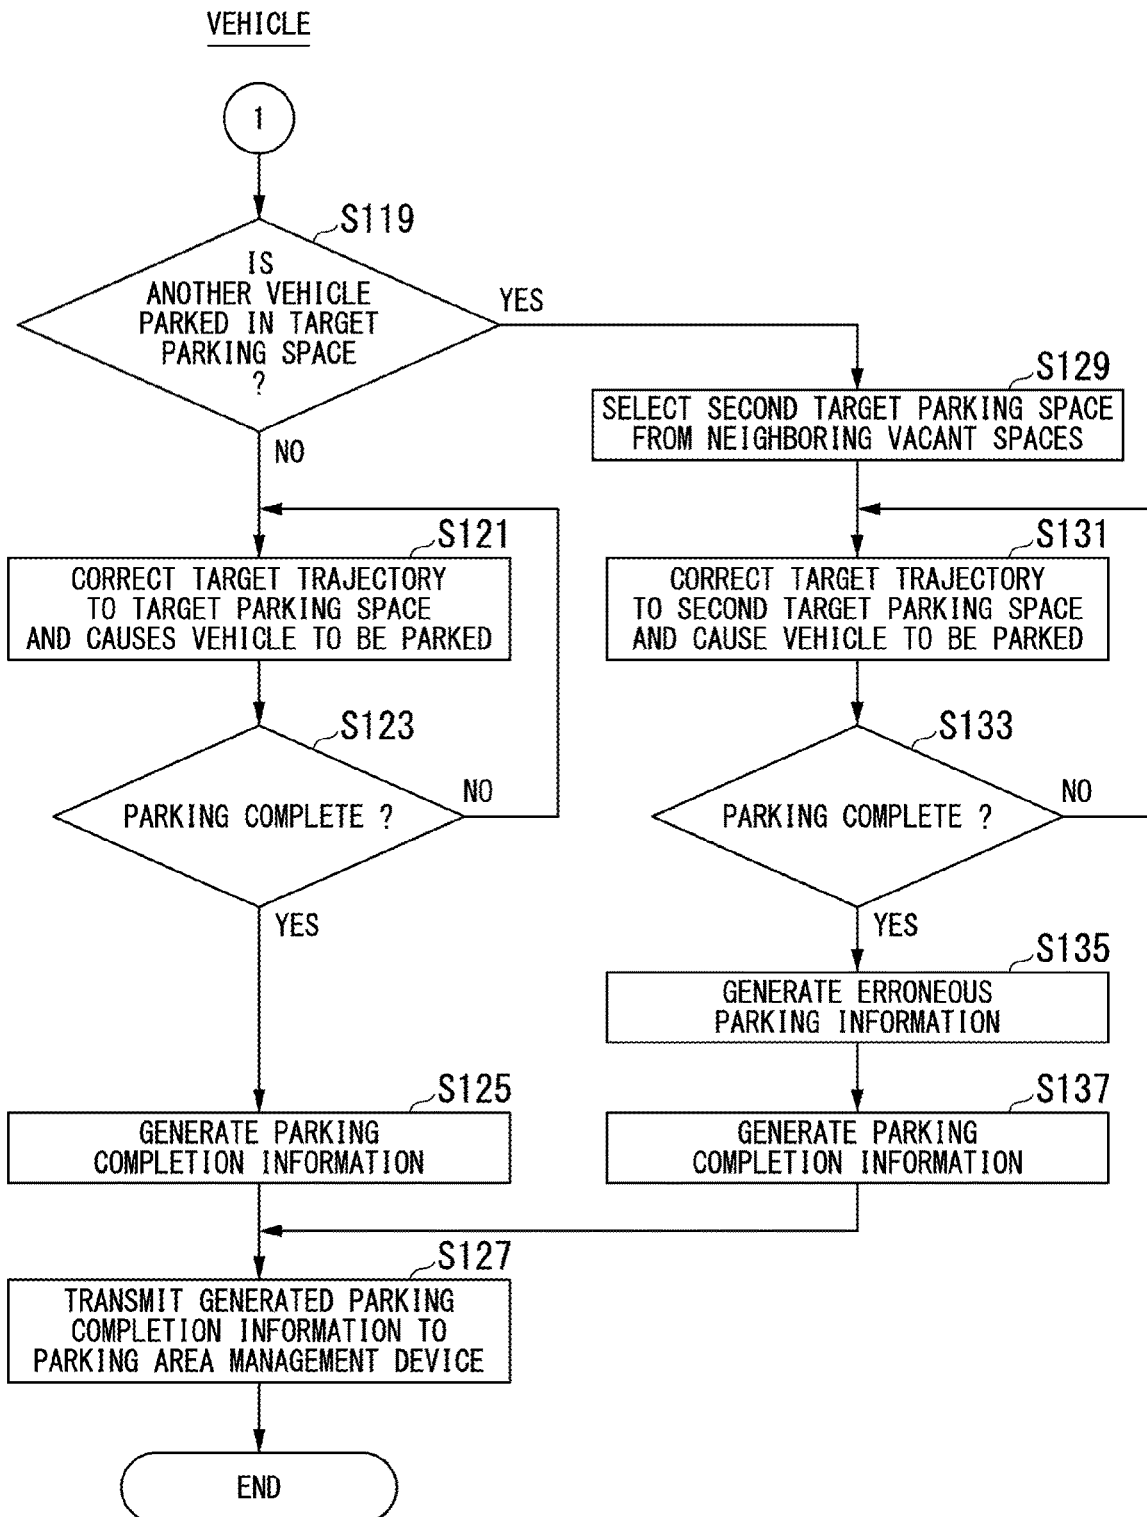 VEHICLE
1
S119
IS
ANOTHER VEHICLE
PARKED IN TARGET
PARKING SPACE
?
YES
NO
S129
SELECT SECOND TARGET PARKING SPACE
FROM NEIGHBORING VACANT SPACES
S121
CORRECT TARGET TRAJECTORY
TO TARGET PARKING SPACE
AND CAUSES VEHICLE TO BE PARKED
S131
CORRECT TARGET TRAJECTORY
TO SECOND TARGET PARKING SPACE
AND CAUSE VEHICLE TO BE PARKED
S123
PARKING COMPLETE ?
NO
YES
S133
PARKING COMPLETE ?
NO
YES
S135
GENERATE ERRONEOUS
PARKING INFORMATION
S125
GENERATE PARKING
COMPLETION INFORMATION
S137
GENERATE PARKING
COMPLETION INFORMATION
S127
TRANSMIT GENERATED PARKING
COMPLETION INFORMATION TO
PARKING AREA MANAGEMENT DEVICE
END